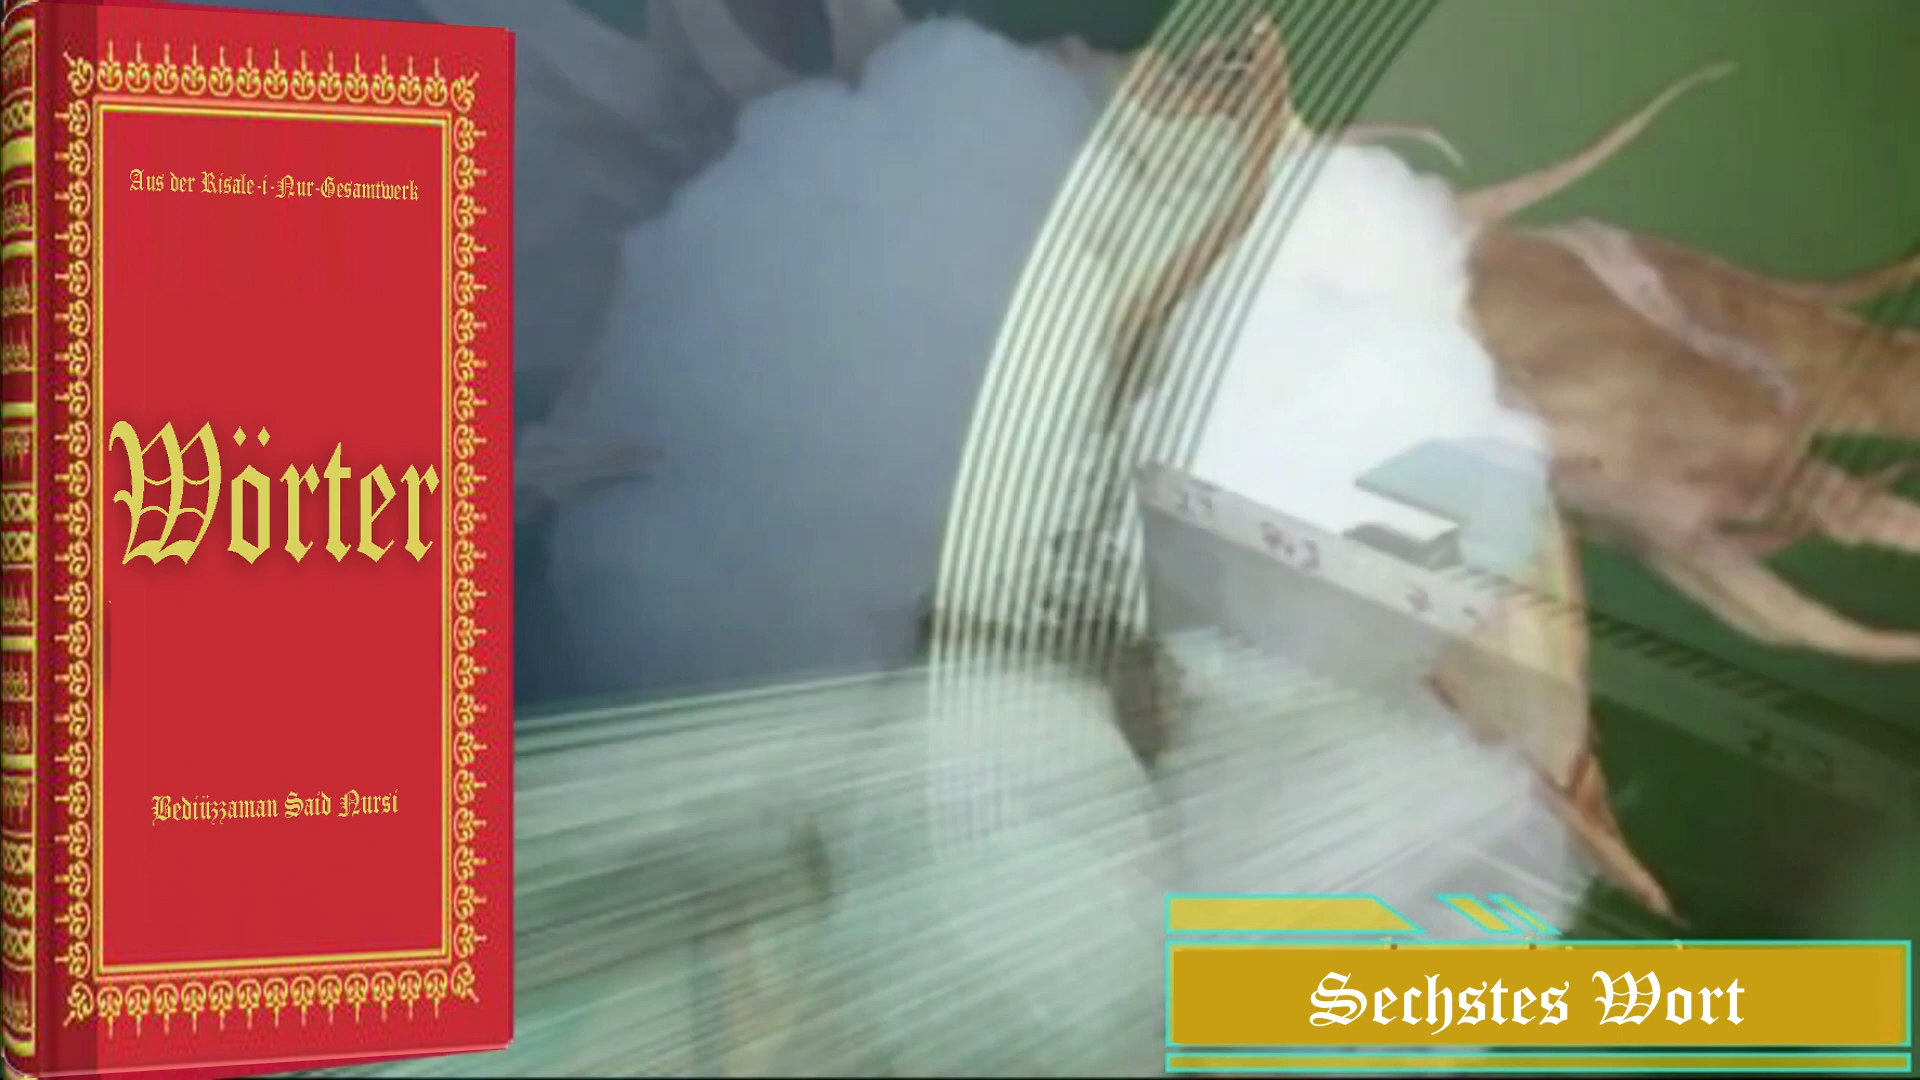 Aus der Risale-i-Nur-Gesamtwerk
Wörter
Bediüzzaman Said Nursi
Sechstes Wort